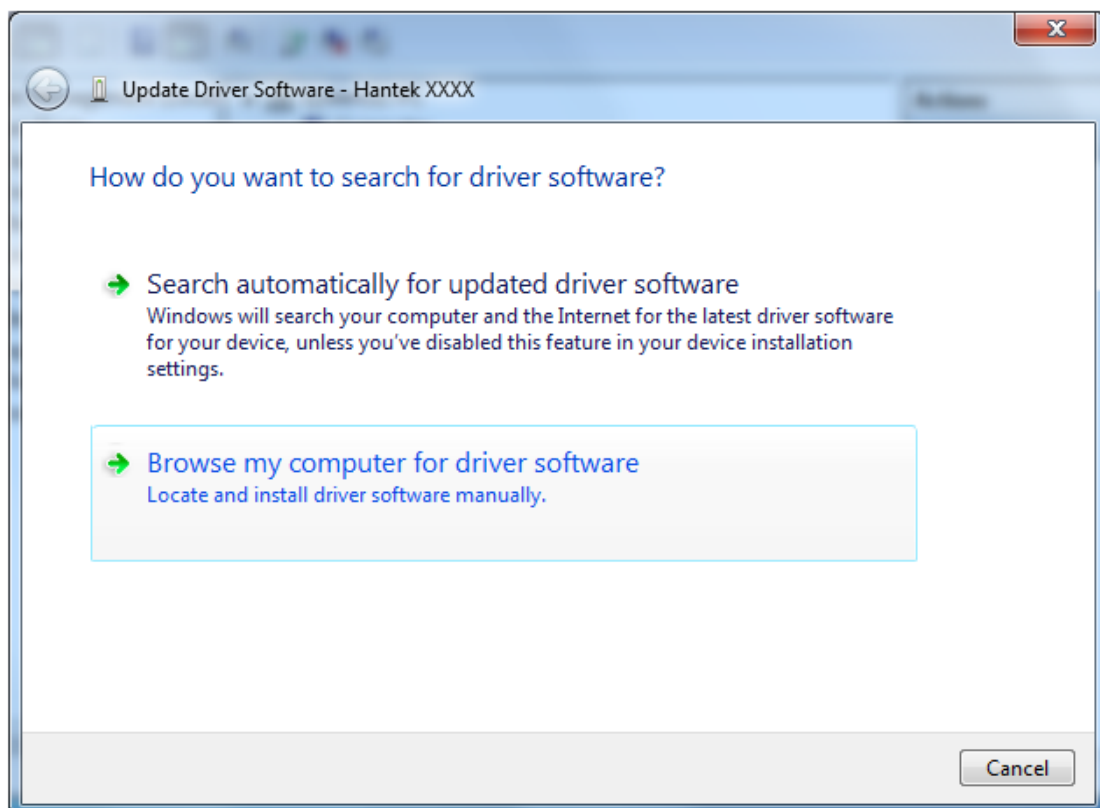 Update Driver Software - Hantek XXXX
How do you want to search for driver software?
Search automatically for updated driver software
Windows will search your computer and the Internet for the latest driver software
for your device, unless you've disabled this feature in your device installation
settings.
Browse my computer for driver software
Locate and install driver software manually.
Cancel